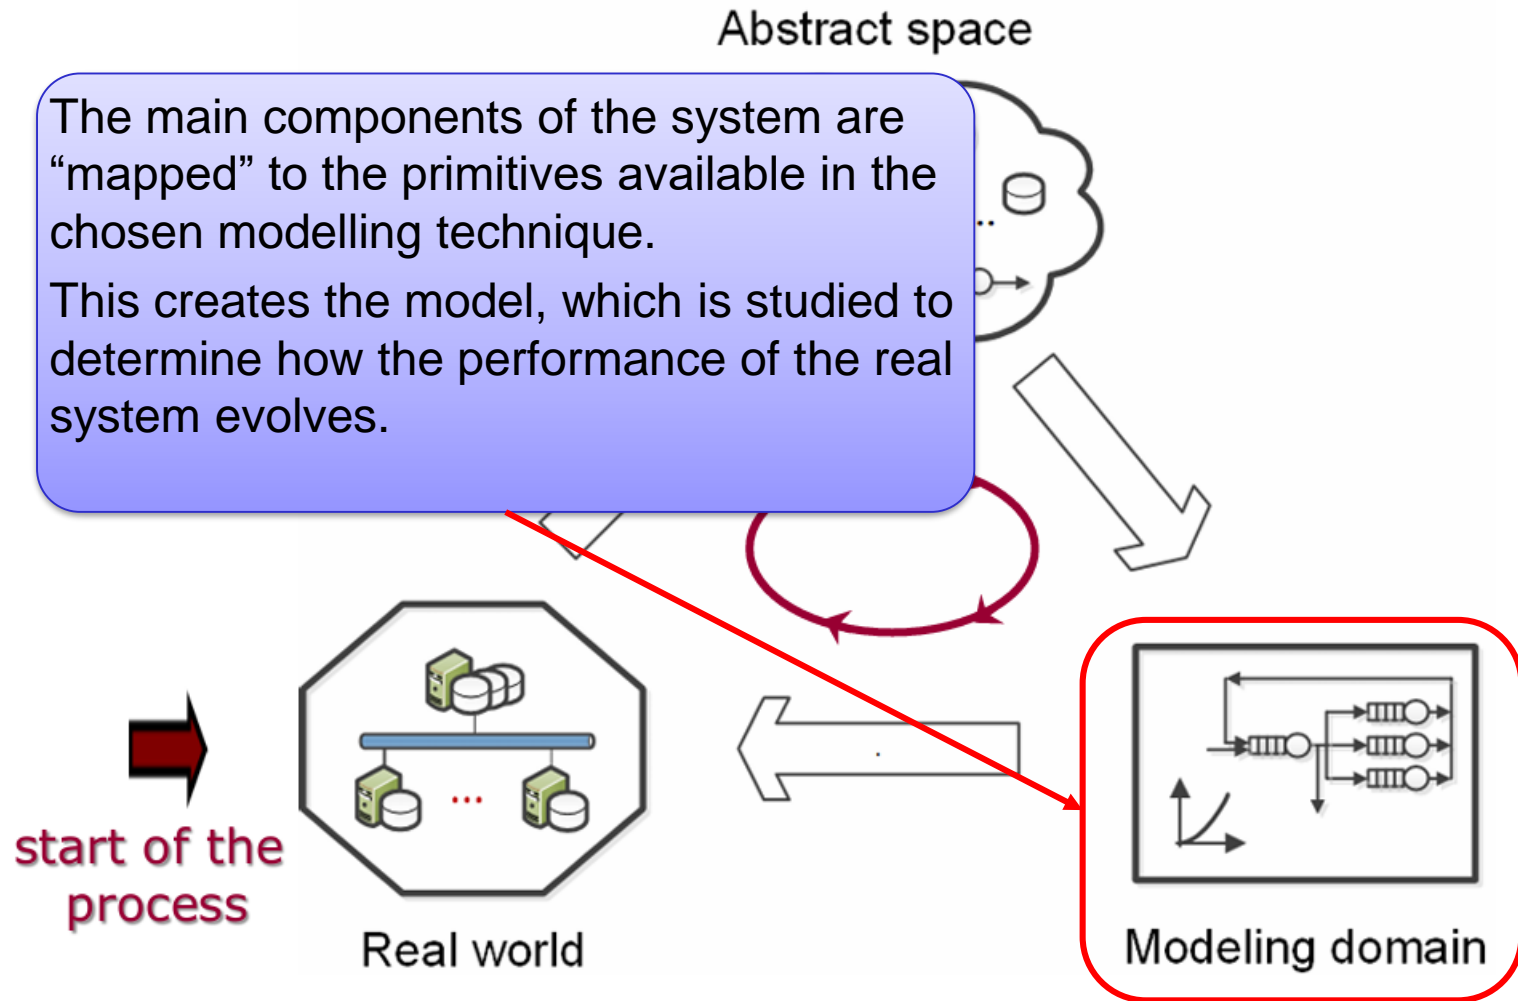 Abstract space
The main components of the system are
“mapped” to the primitives available in the
chosen modelling technique.
This creates the model, which is studied to
determine how the performance of the real
system evolves.
..
...
start of the
process
Real world
Modeling domain